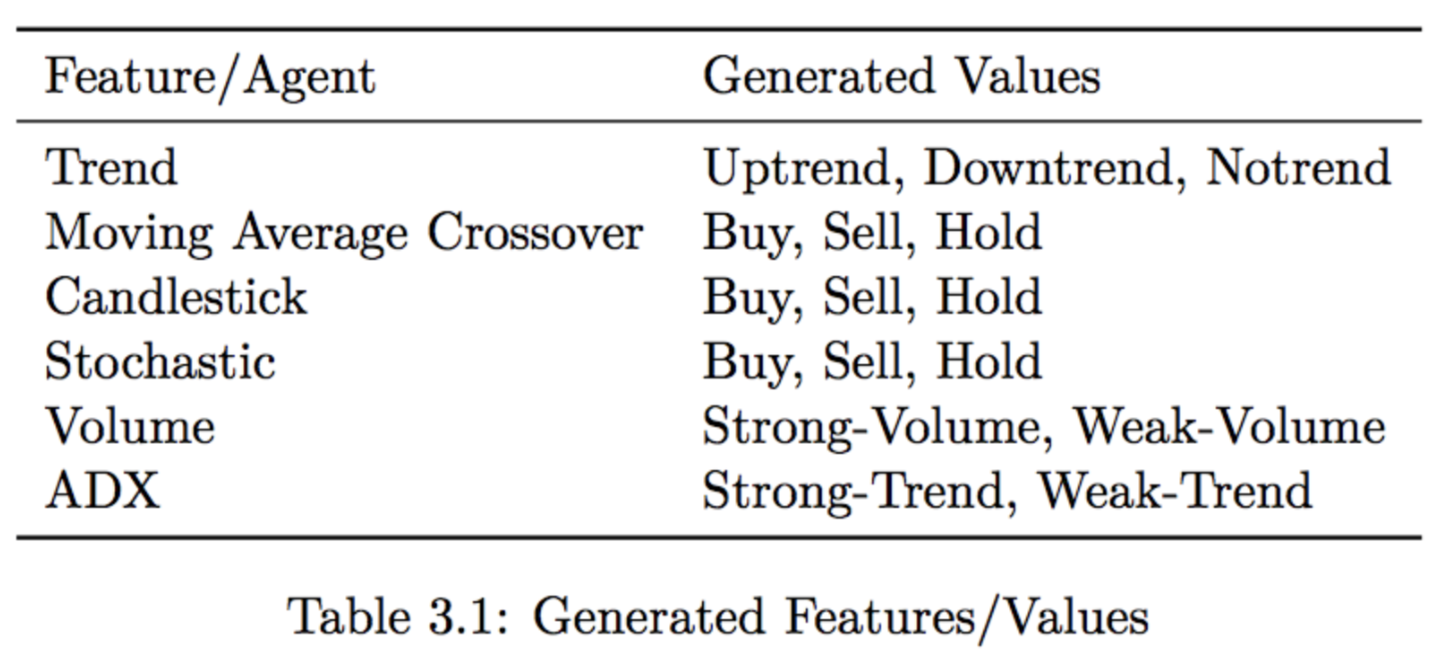 Feature/Agent Generated Values
Trend Uptrend, Downtrend, Notrend
Moving Average Crossover Buy, Sell, Hold
Candlestick Buy, Sell, Hold
Stochastic Buy, Sell, Hold
Volume Strong-Volume, Weak-Volume
ADX Strong-Trend, Weak-Trend
Table 3.1: Generated Features/Values